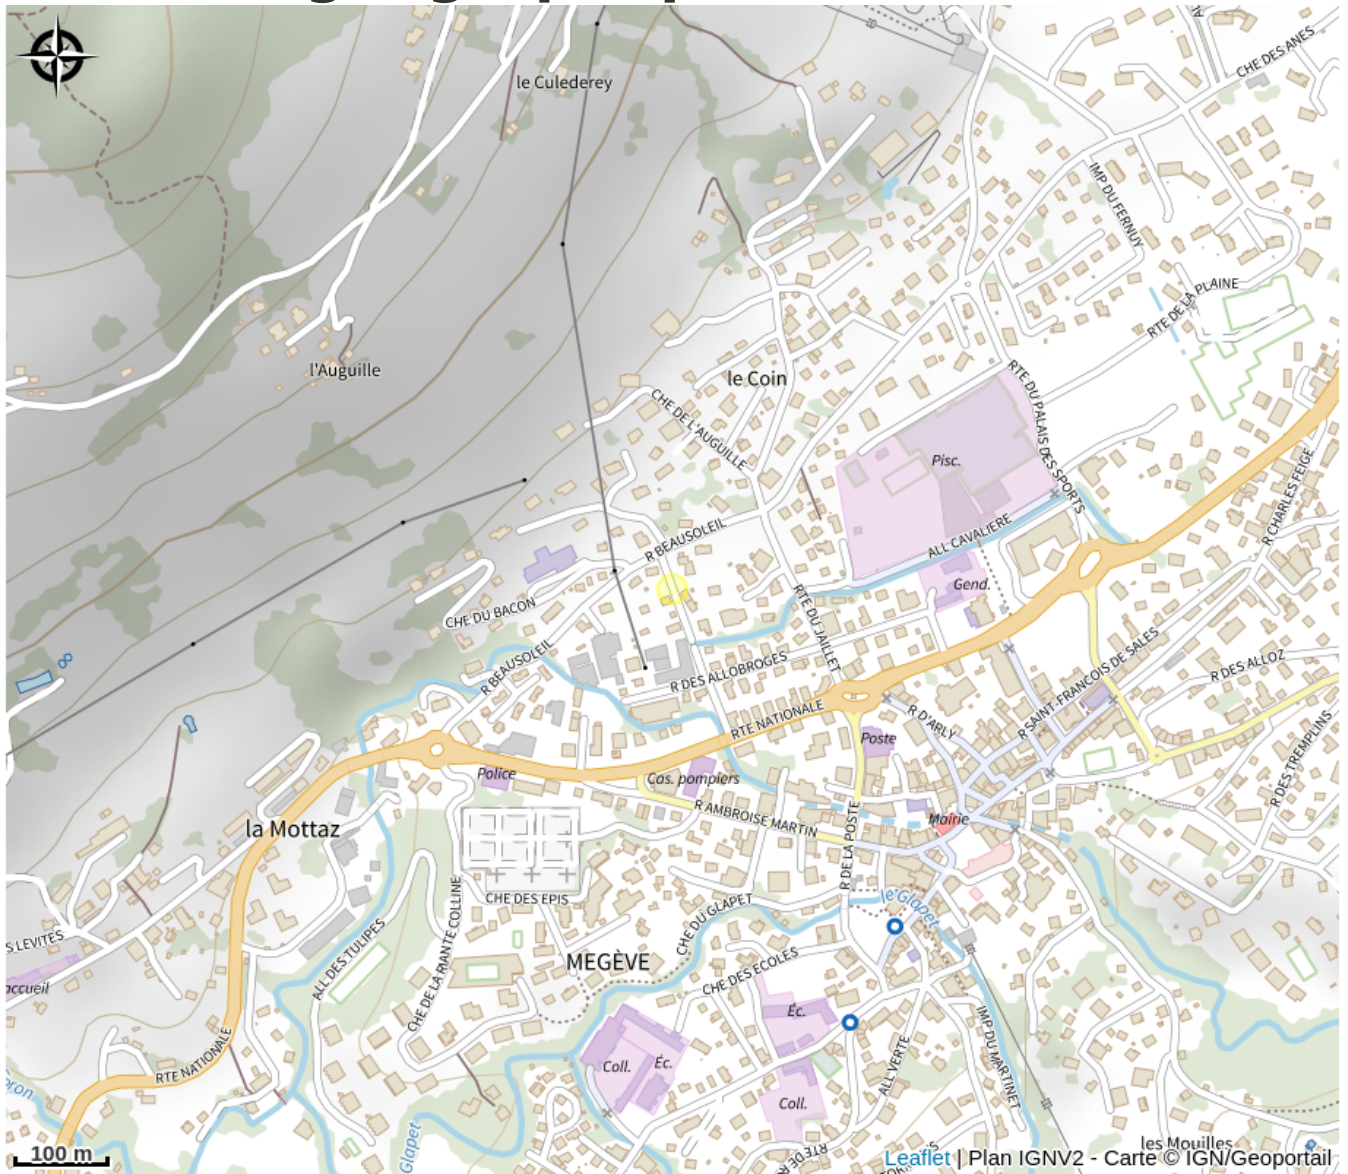 le Culederey
CHE DES ANES
IMP DU FERNUY
RTE DE LA PLAINE
l'Auguille
le Coin
CHE DE L'AUGUILLE
RTE DU PALAIS DES SPORTS
Pisc.
R CHARLES FEIGE
R BEAUSOLEIL
ALL CAVALIERE
Gend.
CHE DU BACON
RTE DU JAILLET
R BEAUSOLEIL
R DES ALLOBROGES
R SAINT-FRANCOIS DE SALES
R DES ALLOZ
RTE NATIONALE
R D'ARLY
Poste
R DES TREMPLINS
Police
Cas. pompiers
R AMBROISE MARTIN
Mairie
la Mottaz
R DE LA POSTE
CHE DES EPIS
CHE DU GLAPET
le Glapet
S LEVITES
ALL DES TULIPES
CHE DE LA RIANTE COLLINE
MEGÈVE
CHE DES ECOLES
accueil
Éc.
IMP DU MARTINET
RTE NATIONALE
Coll.
Éc.
ALL VERTE
Coll.
Glapet
RTE DE
les Mouilles
100 m
Leaflet | Plan IGNV2 - Carte © IGN/Geoportail